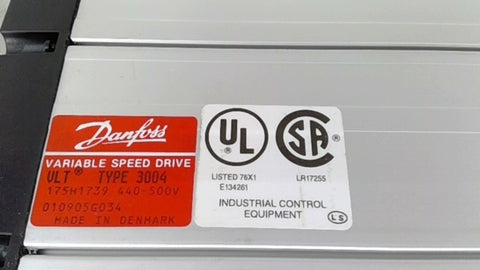 Danfoss
VARIABLE SPEED DRIVE
VLT® TYPE 3004
175H1739 440-500V
010905G034
MADE IN DENMARK
UL ®
SA ®
LISTED 76X1
E134261
LR17255
INDUSTRIAL CONTROL
EQUIPMENT
LS